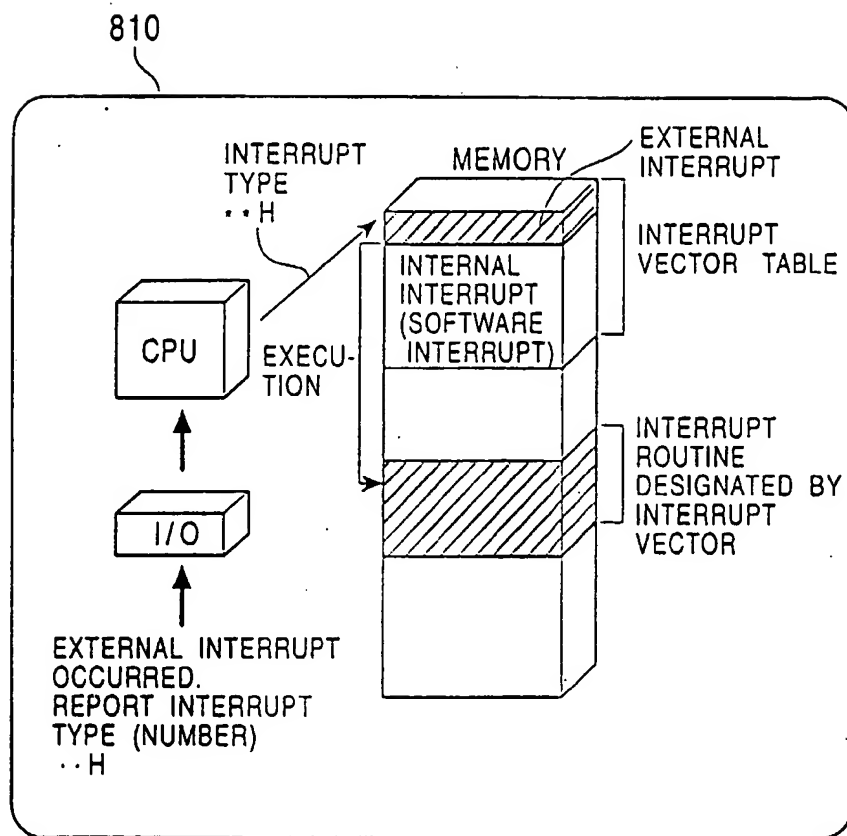 810
INTERRUPT
TYPE
**H
MEMORY
EXTERNAL
INTERRUPT
INTERRUPT
VECTOR TABLE
INTERNAL
INTERRUPT
(SOFTWARE
INTERRUPT)
CPU
EXECU-
TION
INTERRUPT
ROUTINE
DESIGNATED BY
INTERRUPT
VECTOR
I/O
EXTERNAL INTERRUPT
OCCURRED.
REPORT INTERRUPT
TYPE (NUMBER)
··H